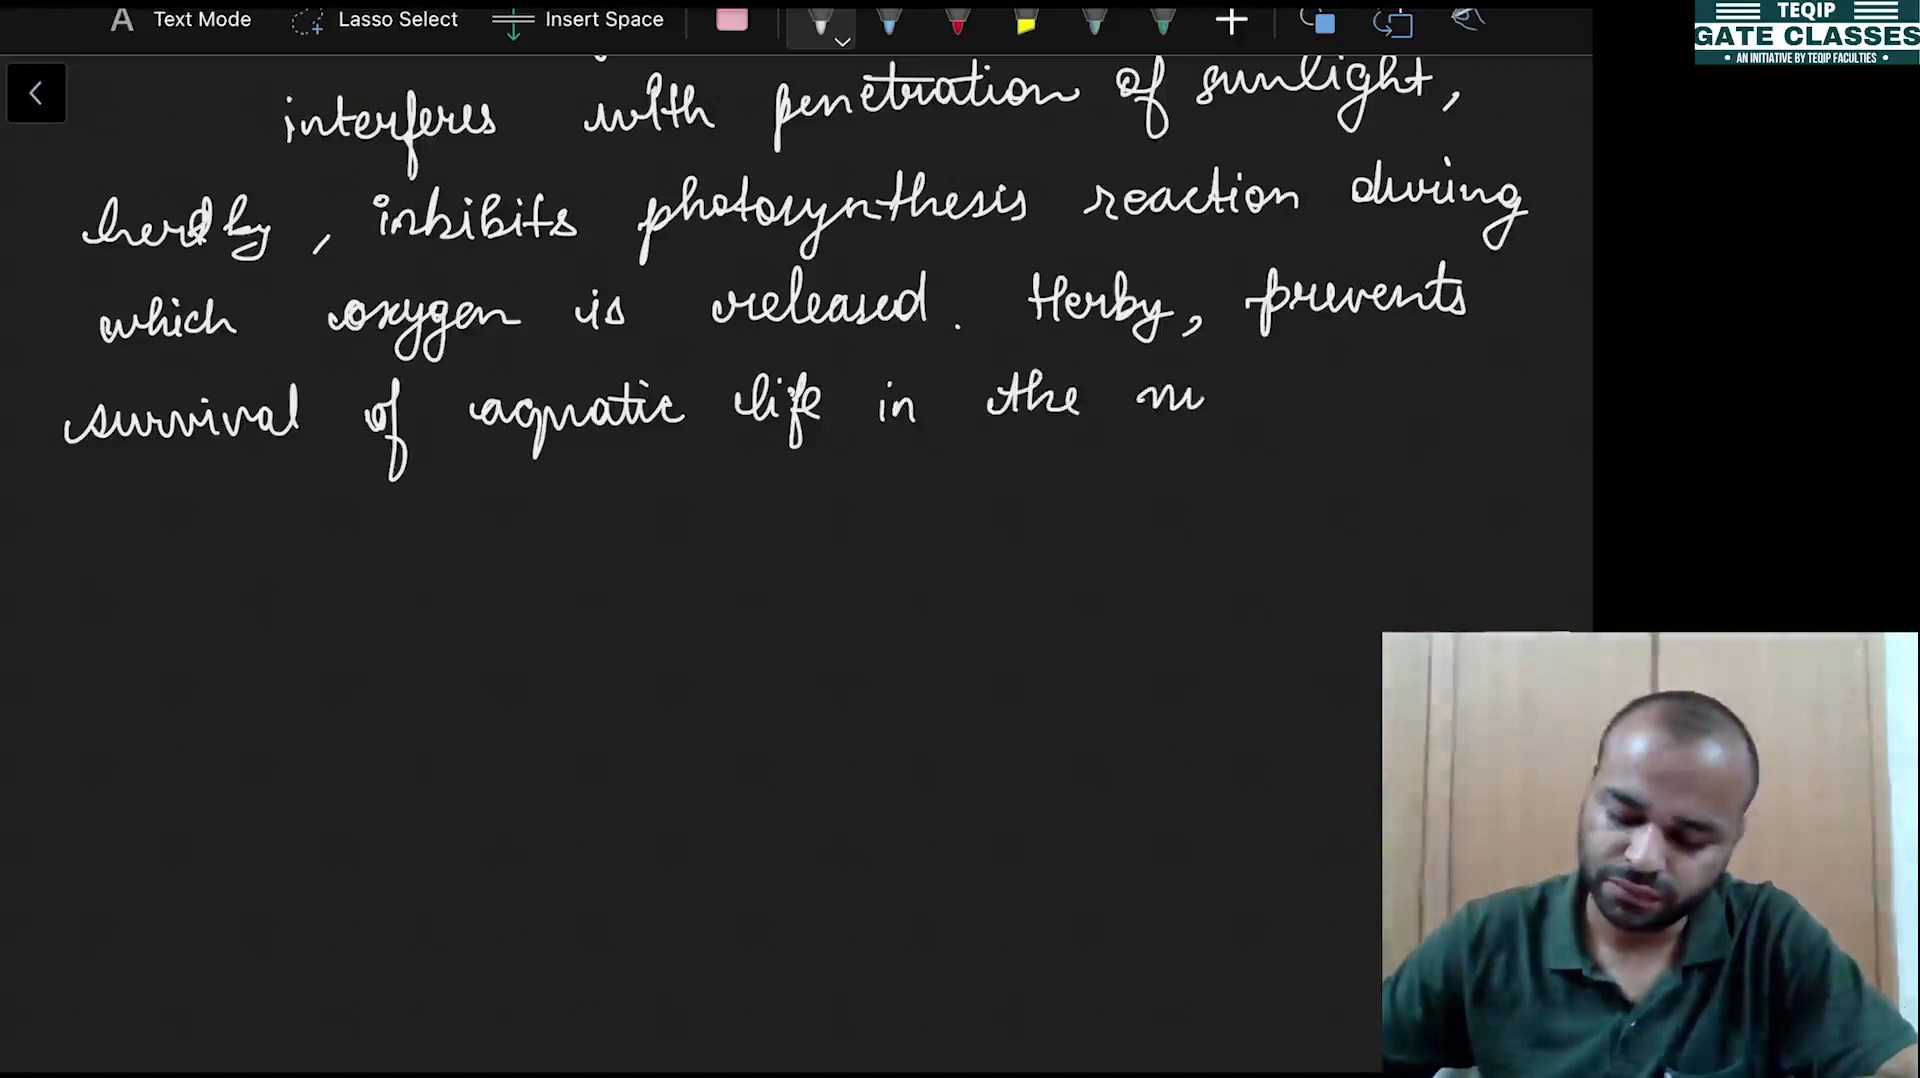 Text Mode Lasso Select Insert Space
TEQIP
GATE CLASSES
• AN INITIATIVE BY TEQIP FACULTIES •
interferes with penetration of sunlight,
herdby, inhibits photosynthesis reaction during
which oxygen is released. Herby, prevents
survival of aquatic life in the